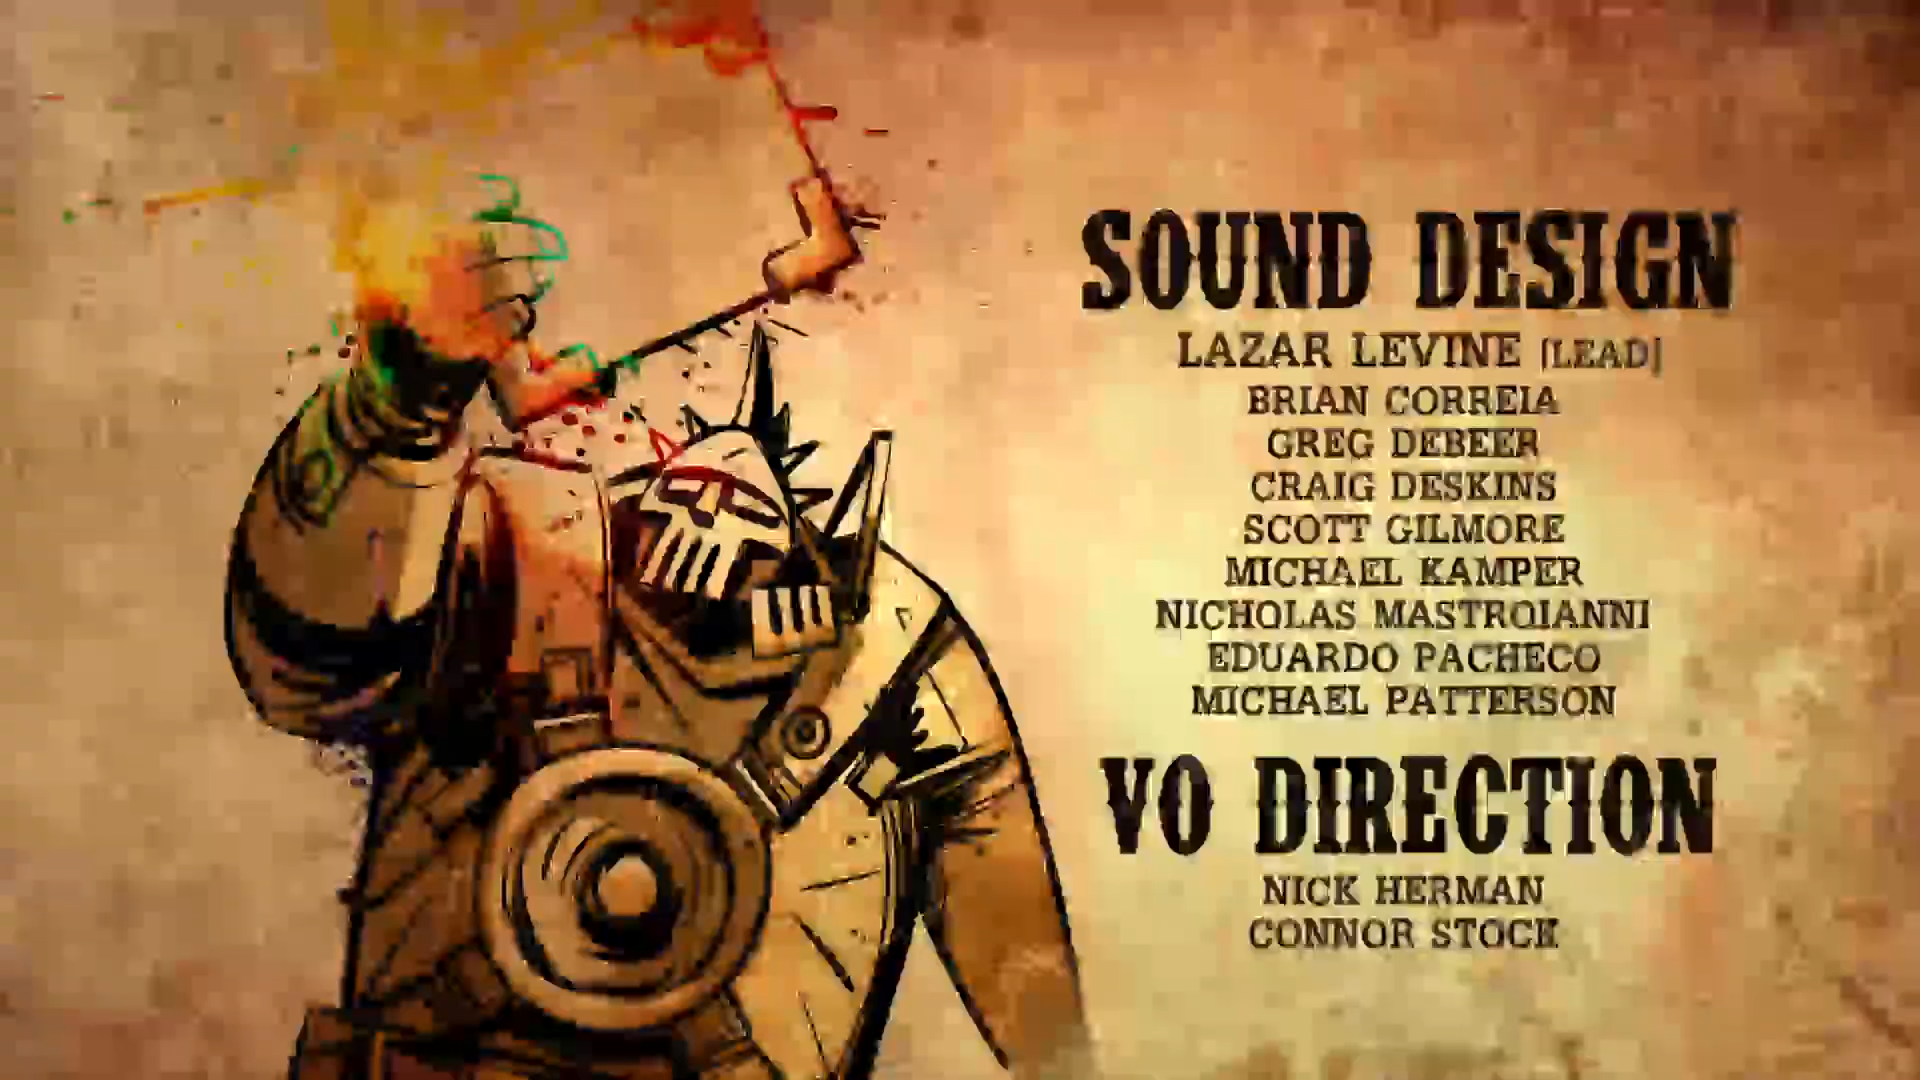 SOUND DESIGN
LAZAR LEVINE [LEAD]
BRIAN CORREIA
GREG DEBEER
CRAIG DESKINS
SCOTT GILMORE
MICHAEL KAMPER
NICHOLAS MASTROIANNI
EDUARDO PACHECO
MICHAEL PATTERSON
VO DIRECTION
NICK HERMAN
CONNOR STOCK